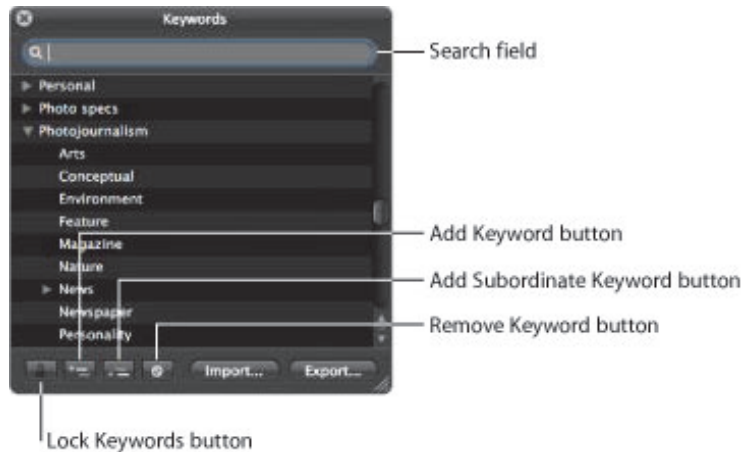 Keywords
Search field
Personal
Photo specs
Photojournalism
Arts
Conceptual
Environment
Feature
Magazine
Add Keyword button
Nature
News
Add Subordinate Keyword button
Newspaper
Personality
Remove Keyword button
Import...
Export...
Lock Keywords button